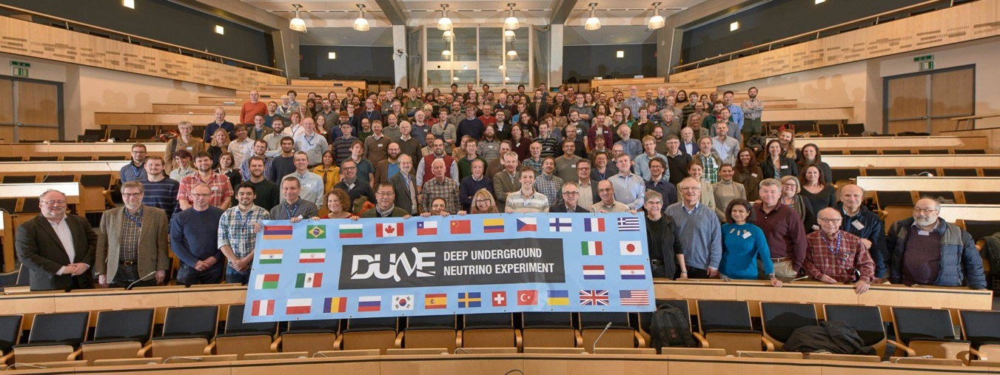 DUNE
DEEP UNDERGROUND
NEUTRINO EXPERIMENT